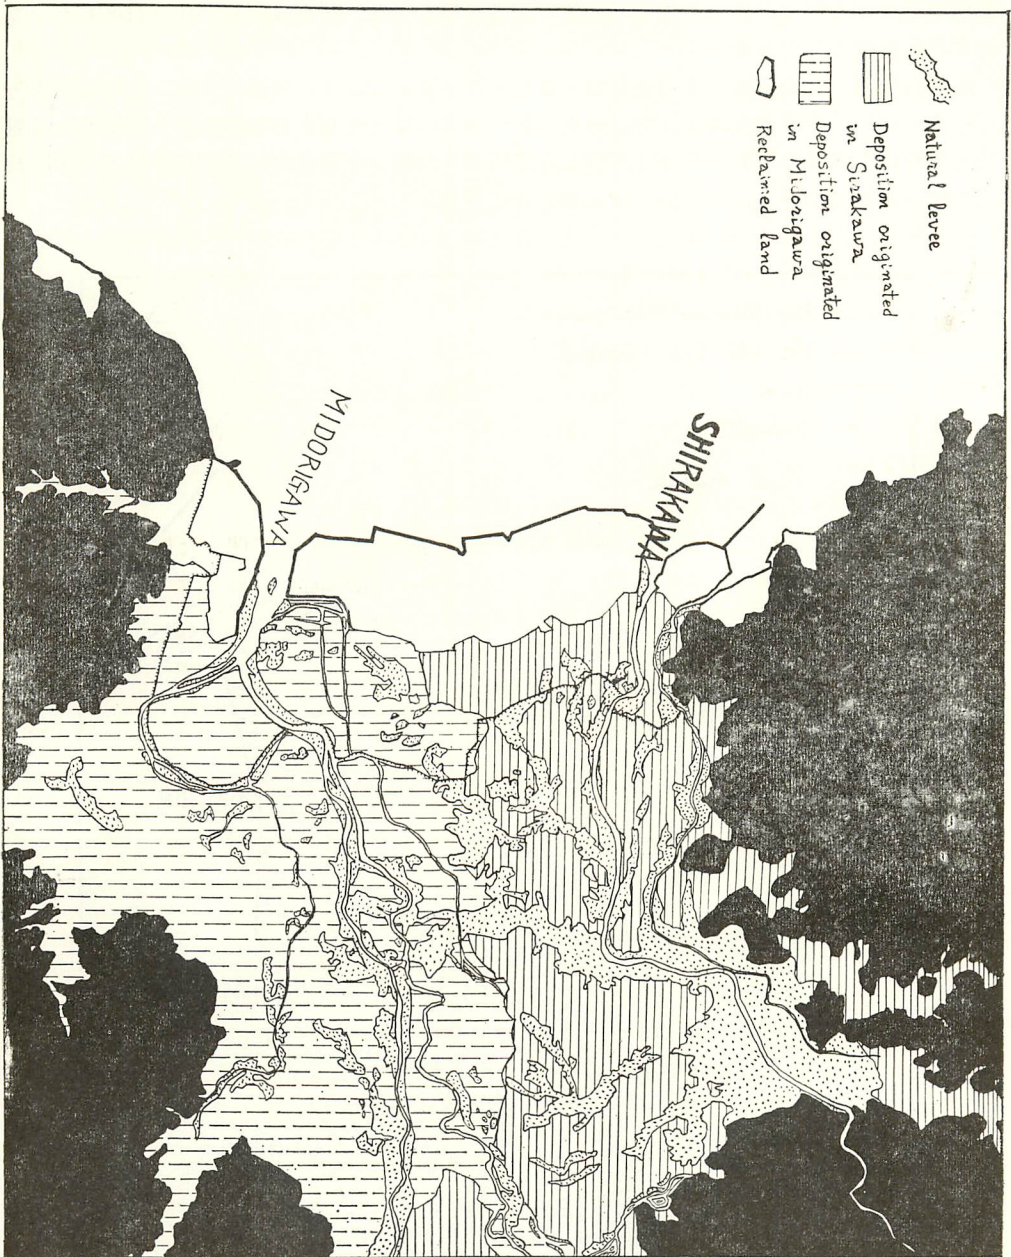 Natural levee
Deposition originated
in Sirakawa
Deposition originated
in Midorigawa
Reclaimed land
MIDORIGAWA
SHIRAKAWA